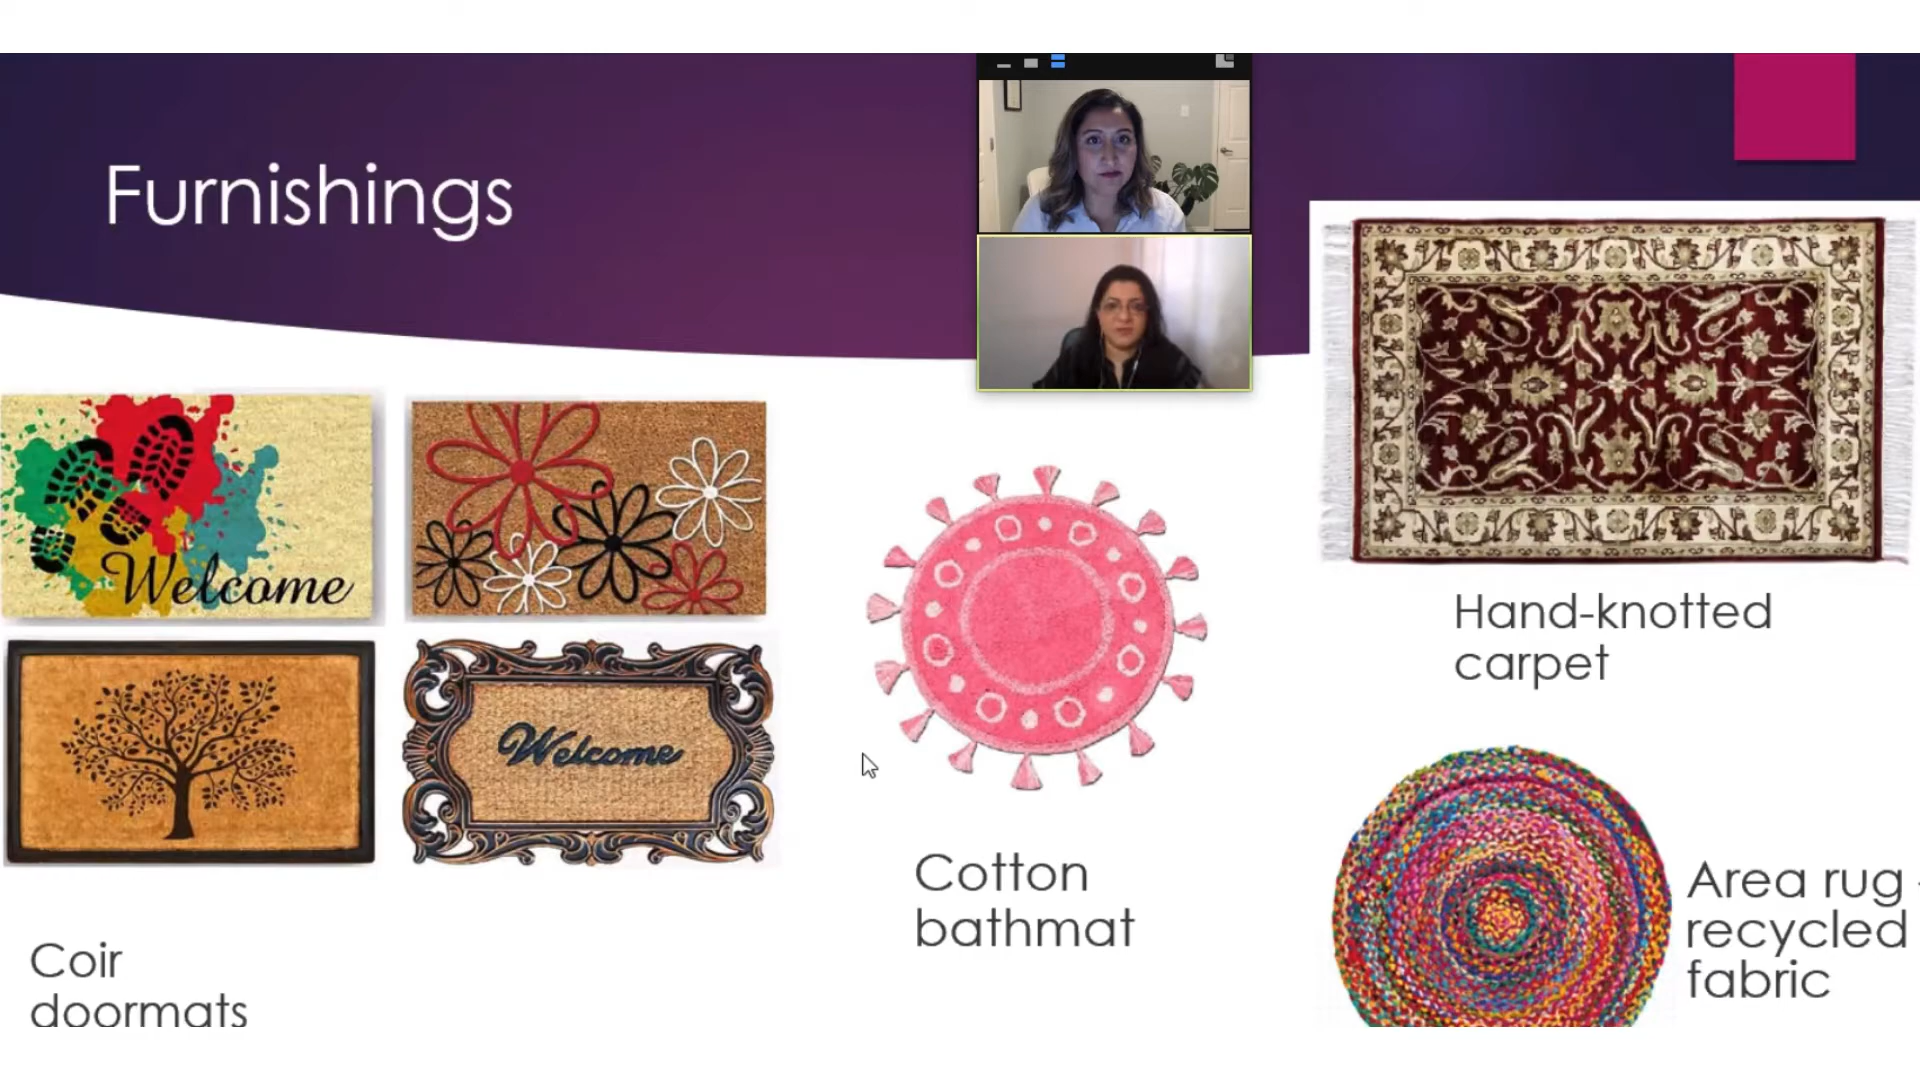 Furnishings
Welcome
Welcome
Coir
doormats
Cotton
bathmat
Hand-knotted
carpet
Area rug -
recycled
fabric